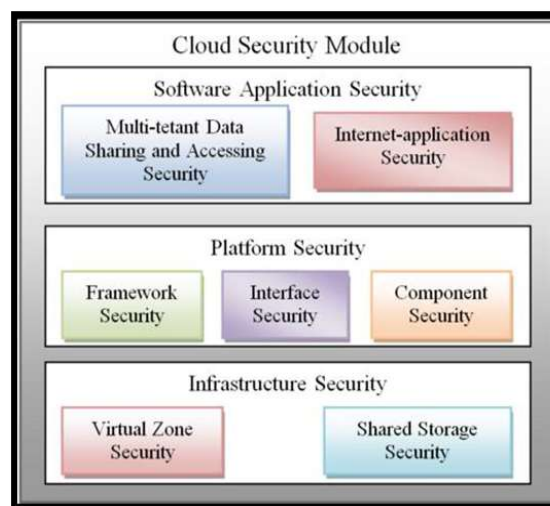 Cloud Security Module
Software Application Security
Multi-tetant Data
Sharing and Accessing
Security
Internet-application
Security
Platform Security
Framework
Security
Interface
Security
Component
Security
Infrastructure Security
Virtual Zone
Security
Shared Storage
Security